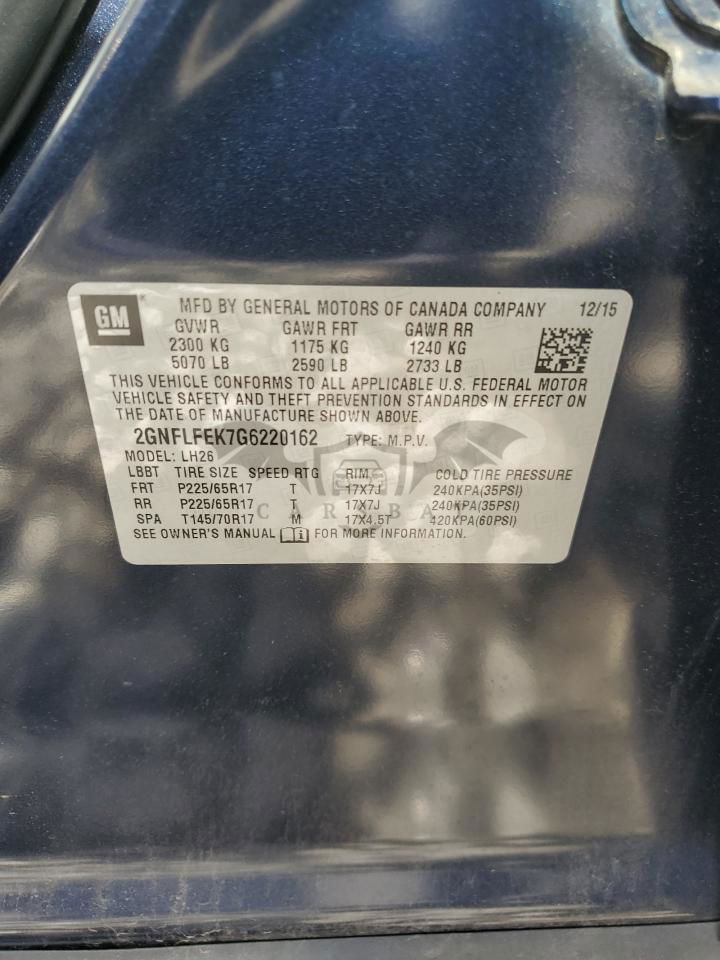 GM MFD BY GENERAL MOTORS OF CANADA COMPANY 12/15
GVWR GAWR FRT GAWR RR
2300 KG 1175 KG 1240 KG
5070 LB 2590 LB 2733 LB
THIS VEHICLE CONFORMS TO ALL APPLICABLE U.S. FEDERAL MOTOR
VEHICLE SAFETY AND THEFT PREVENTION STANDARDS IN EFFECT ON
THE DATE OF MANUFACTURE SHOWN ABOVE.
2GNFLFEK7G6220162 TYPE: M.P.V.
MODEL: LH26
LBBT TIRE SIZE SPEED RTG RIM COLD TIRE PRESSURE
FRT P225/65R17 T 17X7J 240KPA(35PSI)
RR P225/65R17 T 17X7J 240KPA(35PSI)
SPA T145/70R17 M 17X4.5T 420KPA(60PSI)
SEE OWNER'S MANUAL FOR MORE INFORMATION.